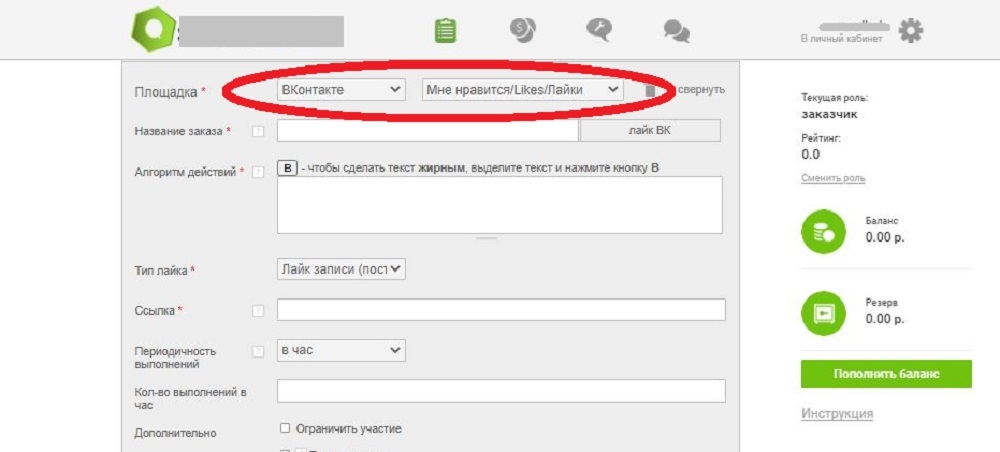 В личный кабинет
Площадка * ВКонтакте Мне нравится/Likes/Лайки свернуть
Название заказа * ? лайк ВК
Алгоритм действий * ? B - чтобы сделать текст жирным, выделите текст и нажмите кнопку B
Тип лайка * Лайк записи (пост
Ссылка * ?
Периодичность ? в час
выполнений
Кол-во выполнений в
час
Дополнительно Ограничить участие
Текущая роль:
заказчик
Рейтинг:
0.0
Сменить роль
Баланс
0.00 р.
Резерв
0.00 р.
Пополнить баланс
Инструкция